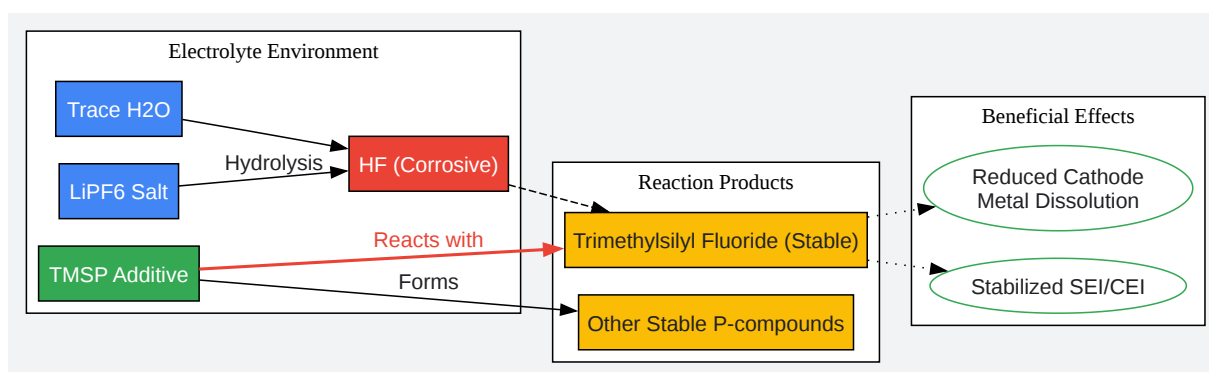 Electrolyte Environment
Trace H2O
LiPF6 Salt
Hydrolysis
HF (Corrosive)
TMSP Additive
Reacts with
Forms
Reaction Products
Trimethylsilyl Fluoride (Stable)
Other Stable P-compounds
Beneficial Effects
Reduced Cathode
Metal Dissolution
Stabilized SEI/CEI